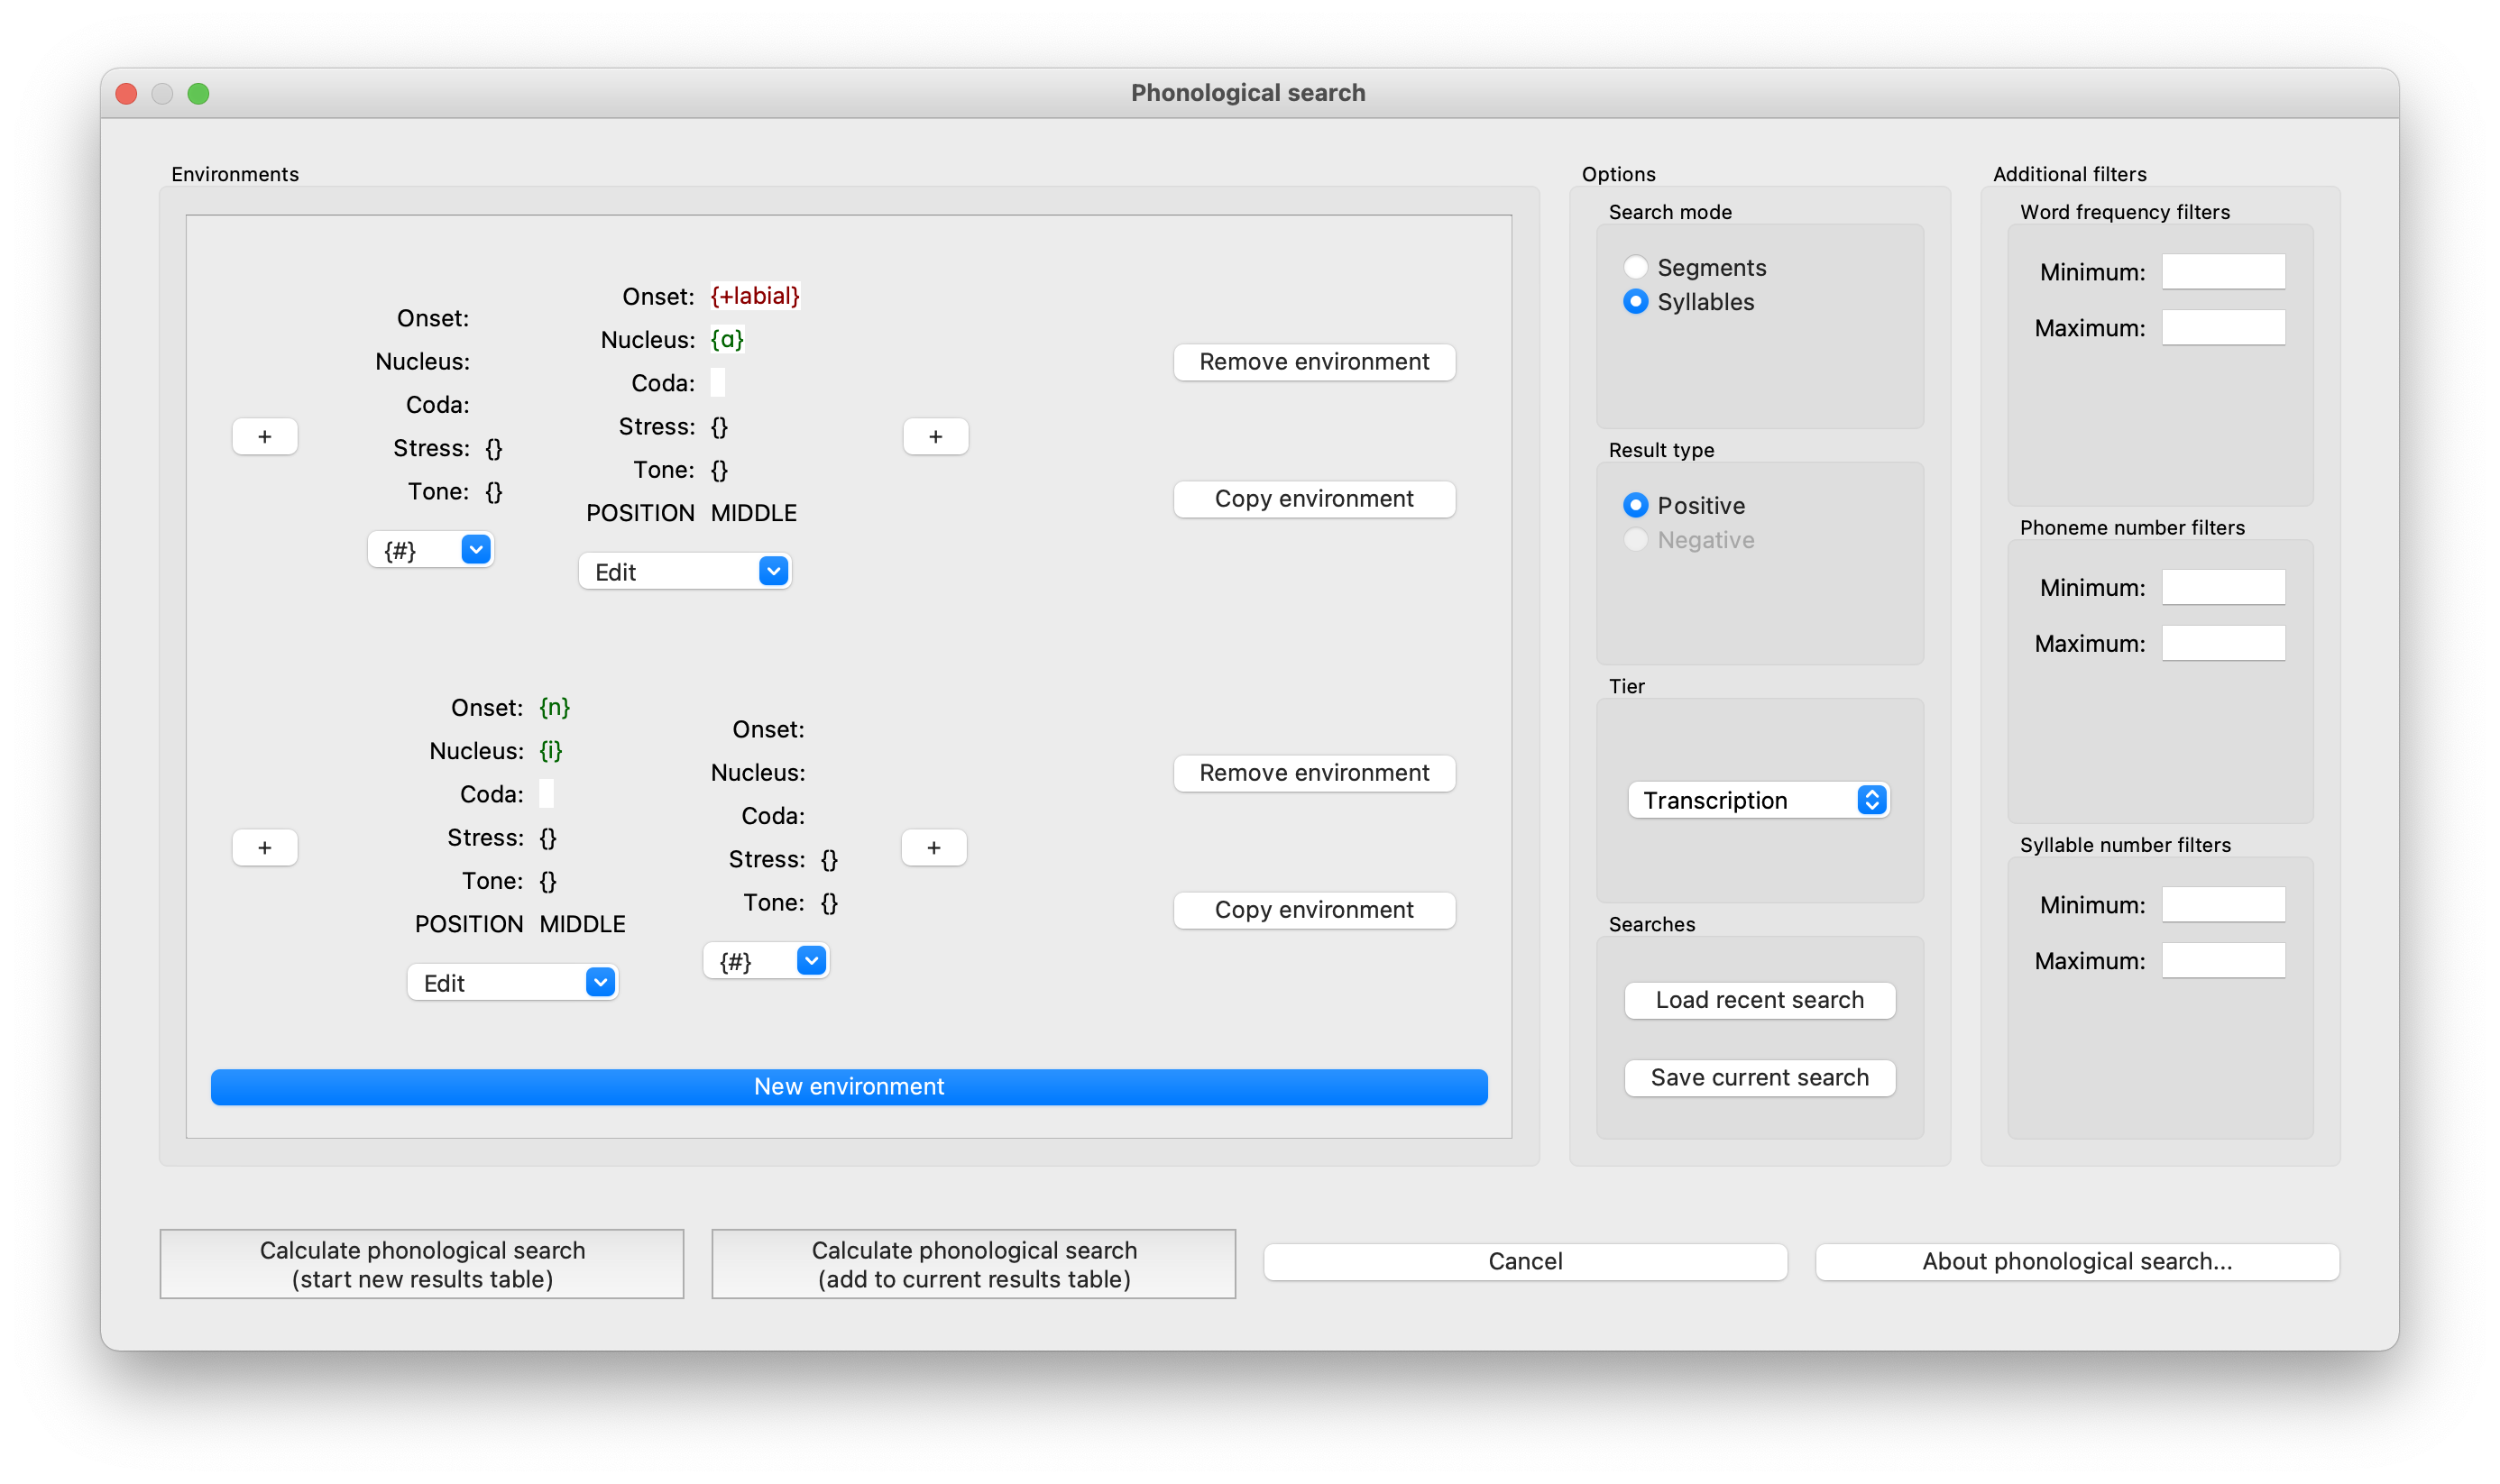 Phonological search
Environments
Onset:
Nucleus:
Coda:
Stress: {}
Tone: {}
{#}
Onset: {+labial}
Nucleus: {ɑ}
Coda:
Stress: {}
Tone: {}
POSITION MIDDLE
Edit
+
+
Remove environment
Copy environment
Onset: {n}
Nucleus: {i}
Coda:
Stress: {}
Tone: {}
POSITION MIDDLE
Edit
Onset:
Nucleus:
Coda:
Stress: {}
Tone: {}
{#}
+
+
Remove environment
Copy environment
New environment
Options
Search mode
Segments
Syllables
Result type
Positive
Negative
Tier
Transcription
Searches
Load recent search
Save current search
Additional filters
Word frequency filters
Minimum:
Maximum:
Phoneme number filters
Minimum:
Maximum:
Syllable number filters
Minimum:
Maximum:
Calculate phonological search
(start new results table)
Calculate phonological search
(add to current results table)
Cancel
About phonological search...